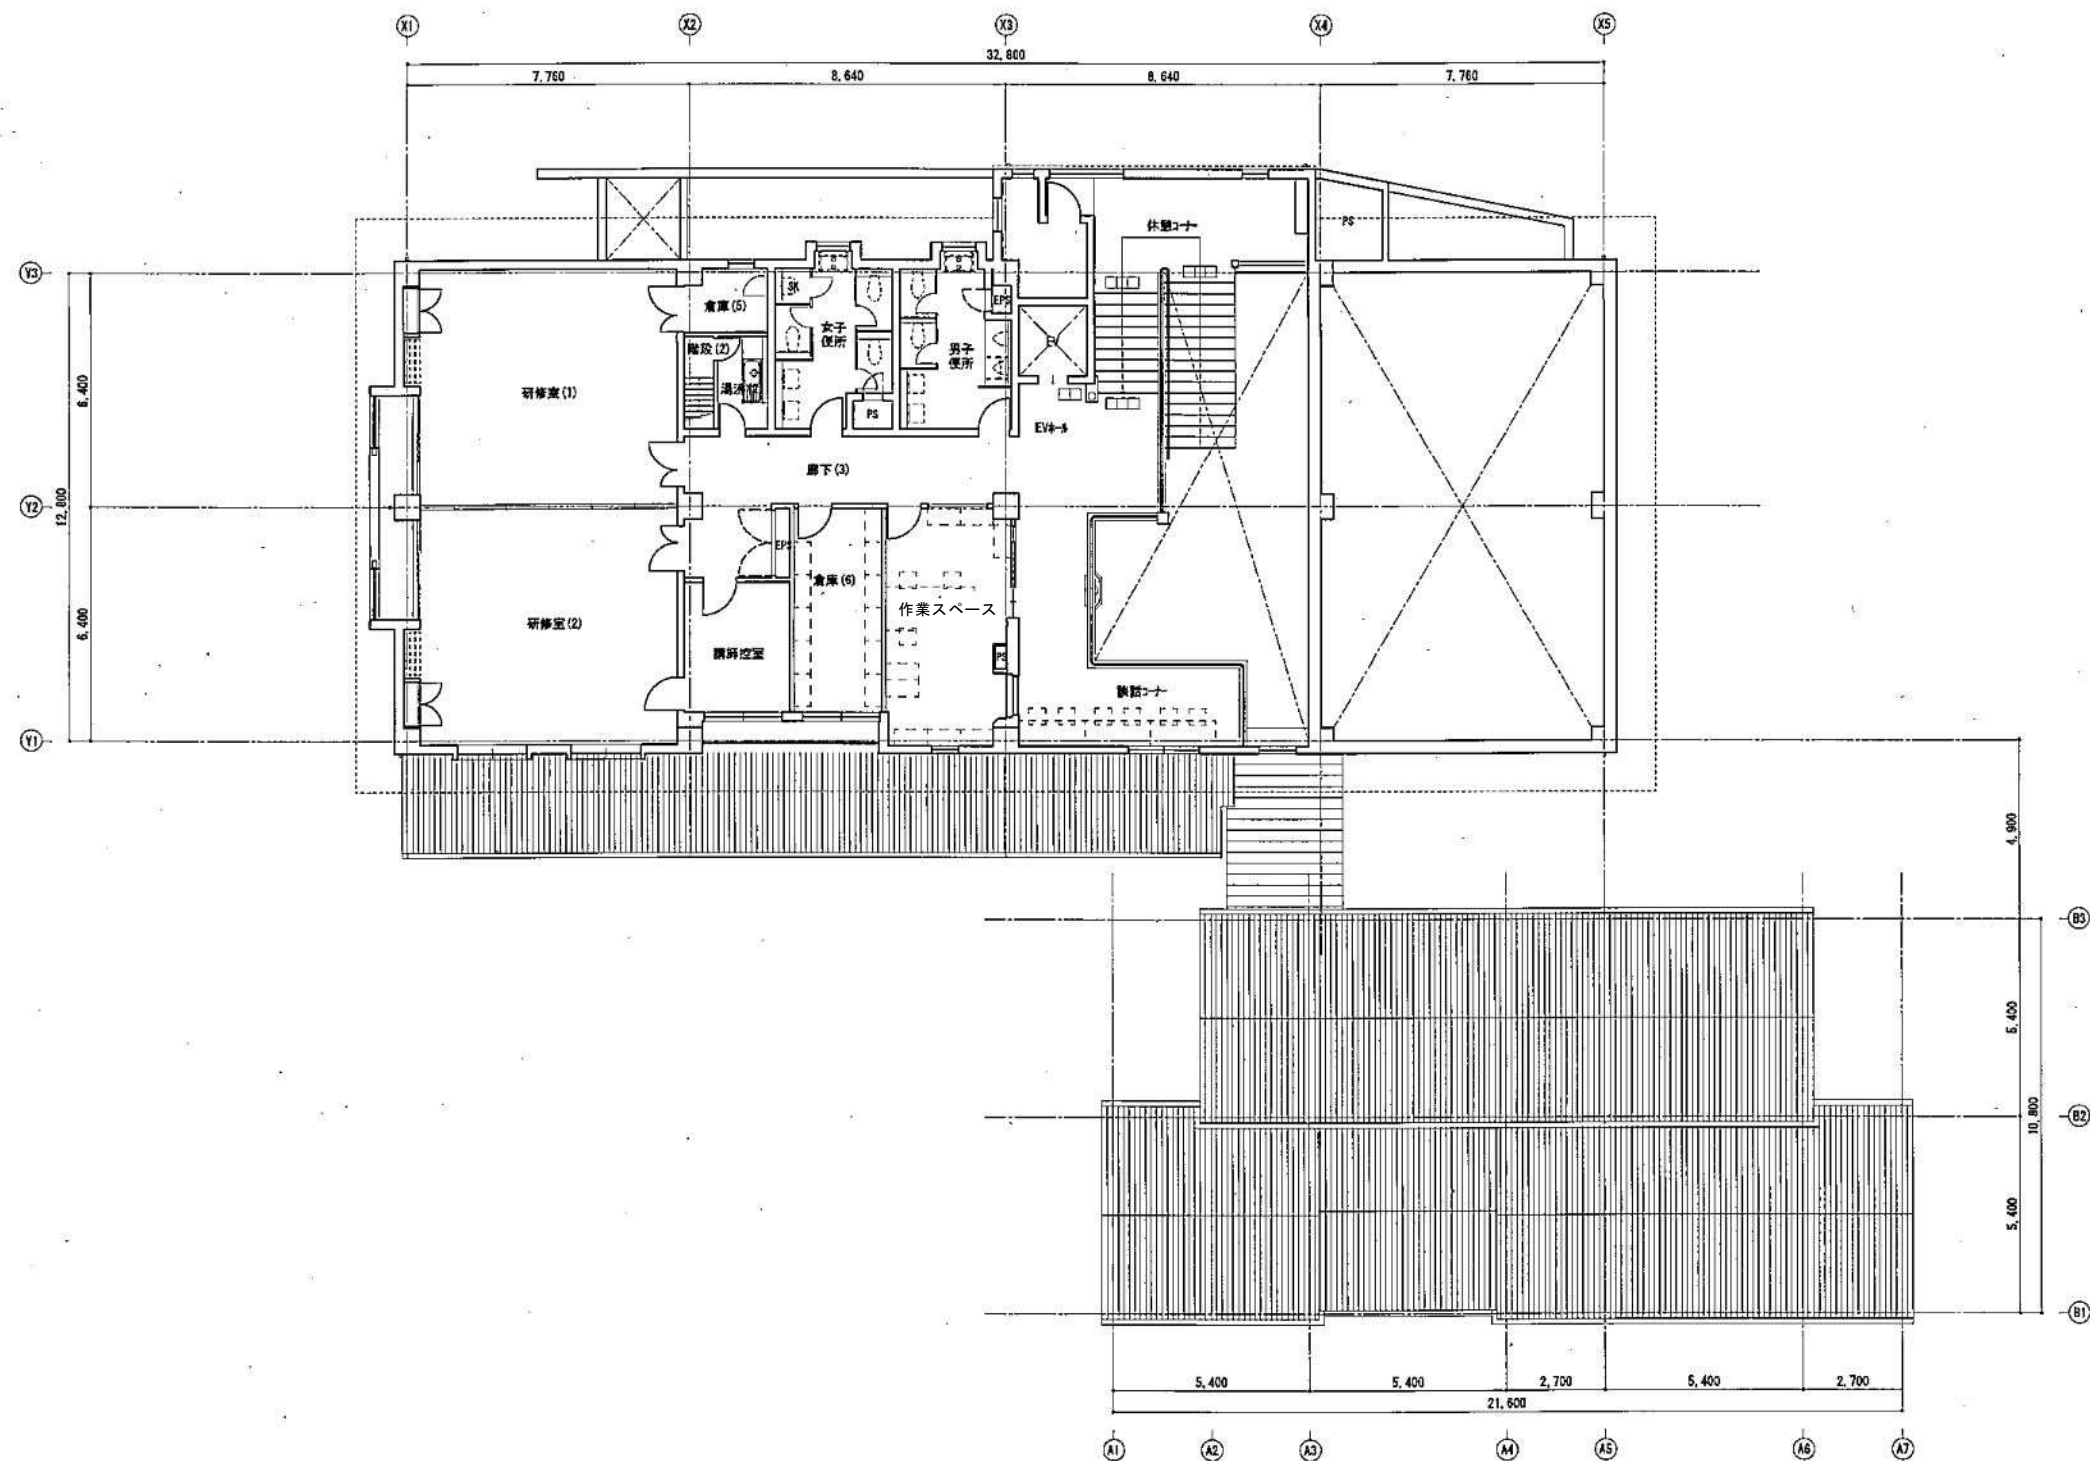 X1 X2 X3 X4 X5
32,800
7,760 8,640 8,640 7,760
休憩コーナー
PS
Y3
SK
EPS
倉庫(5)
女子
便所
男子
便所
階段(2)
EV
6,400
研修室(1)
PS
EVホール
廊下(3)
Y2
12,800
EPS
倉庫(6)
作業スペース
6,400
研修室(2)
講師控室
PS
談話コーナー
Y1
4,900
B3
5,400
B2
10,800
5,400
B1
5,400 5,400 2,700 5,400 2,700
21,600
A1 A2 A3 A4 A5 A6 A7